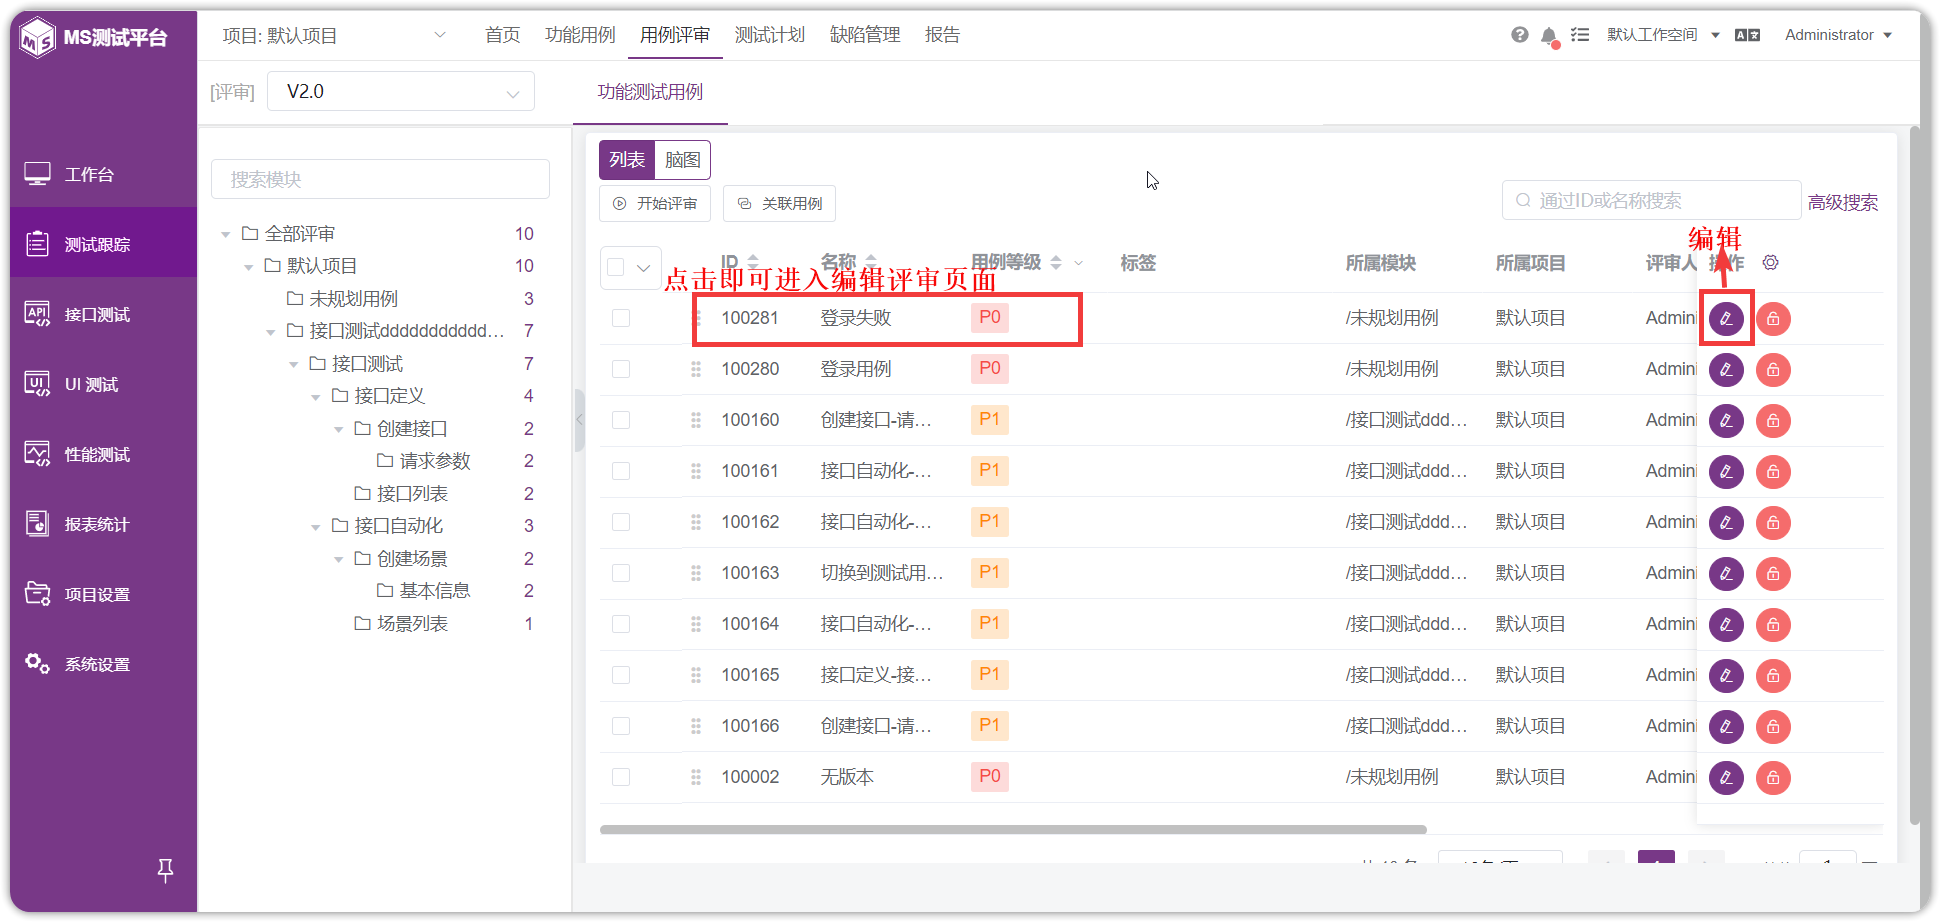 MS测试平台
项目: 默认项目
首页 功能用例 用例评审 测试计划 缺陷管理 报告
默认工作空间
Administrator
[评审] V2.0
功能测试用例
工作台
测试跟踪
接口测试
UI 测试
性能测试
报表统计
项目设置
系统设置
搜索模块
全部评审 10
默认项目 10
未规划用例 3
接口测试ddddddddddd... 7
接口测试 7
接口定义 4
创建接口 2
请求参数 2
接口列表 2
接口自动化 3
创建场景 2
基本信息 2
场景列表 1
列表 脑图
开始评审 关联用例
通过ID或名称搜索 高级搜索
编辑
ID 名称 用例等级 标签 所属模块 所属项目 评审人 操作
点击即可进入编辑评审页面
100281 登录失败 P0 /未规划用例 默认项目 Admini
100280 登录用例 P0 /未规划用例 默认项目 Admini
100160 创建接口-请... P1 /接口测试ddd... 默认项目 Admini
100161 接口自动化-... P1 /接口测试ddd... 默认项目 Admini
100162 接口自动化-... P1 /接口测试ddd... 默认项目 Admini
100163 切换到测试用... P1 /接口测试ddd... 默认项目 Admini
100164 接口自动化-... P1 /接口测试ddd... 默认项目 Admini
100165 接口定义-接... P1 /接口测试ddd... 默认项目 Admini
100166 创建接口-请... P1 /接口测试ddd... 默认项目 Admini
100002 无版本 P0 /未规划用例 默认项目 Admini